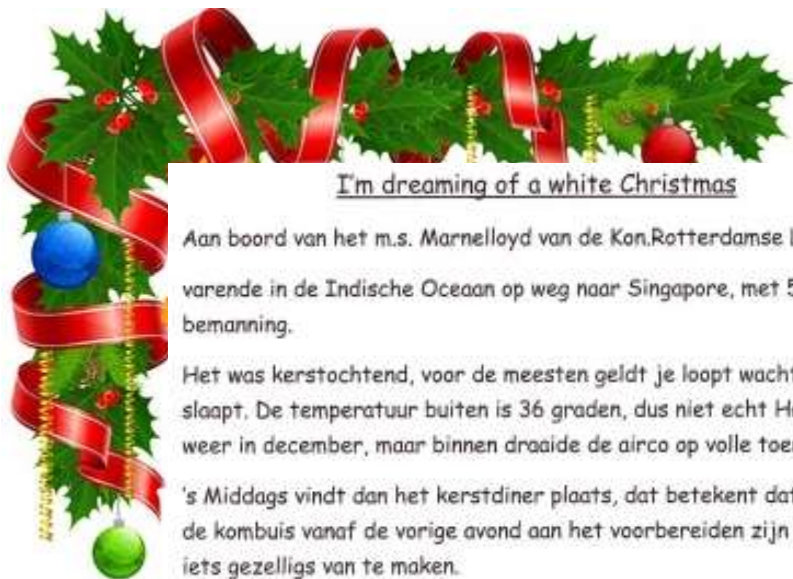 I'm dreaming of a white Christmas
Aan boord van het m.s. Marnelloyd van de Kon.Rotterdamse L
varende in de Indische Oceaan op weg naar Singapore, met 5
bemanning.
Het was kerstochtend, voor de meesten geldt je loopt wacht
slaapt. De temperatuur buiten is 36 graden, dus niet echt H
weer in december, maar binnen draaide de airco op volle toe
's Middags vindt dan het kerstdiner plaats, dat betekent dat
de kombuis vanaf de vorige avond aan het voorbereiden zijn
iets gezelligs van te maken.